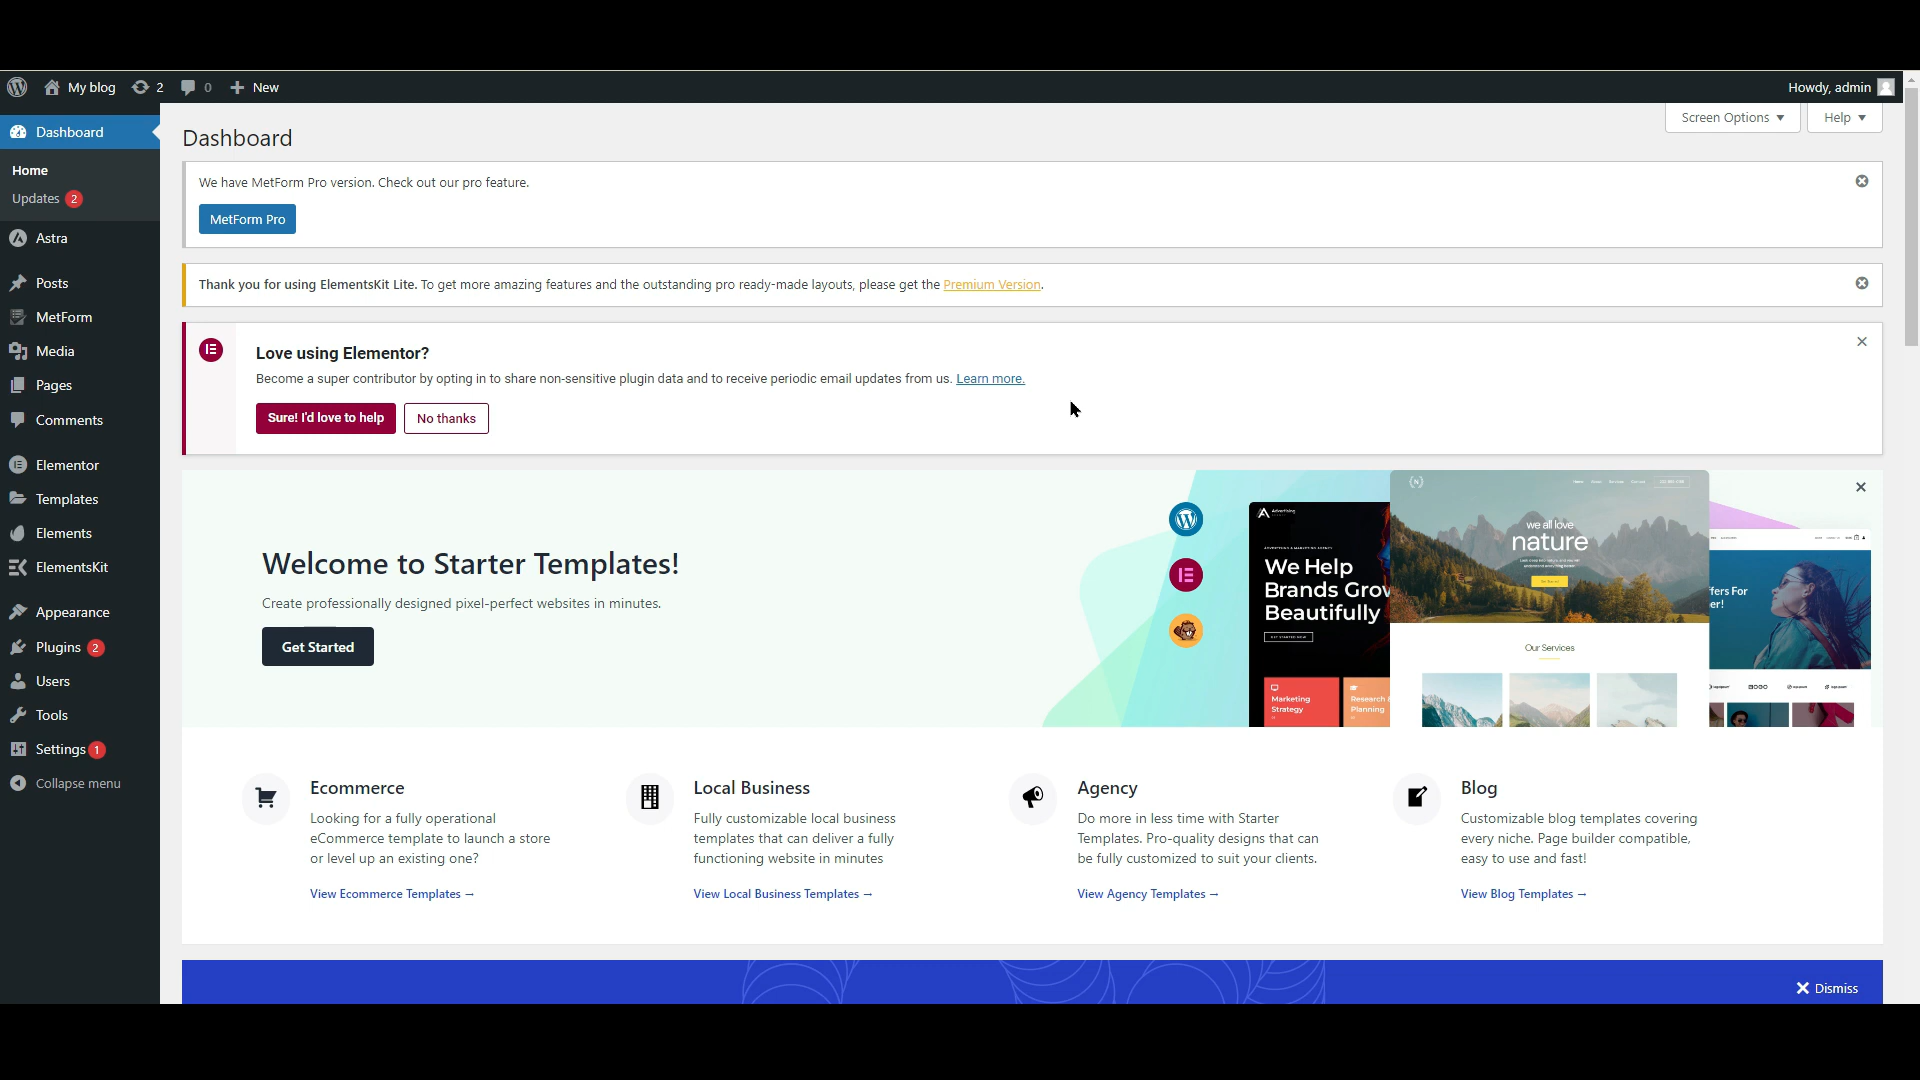 My blog 2 0 New Howdy, admin
Dashboard
Home
Updates 2
Astra
Posts
MetForm
Media
Pages
Comments
Elementor
Templates
Elements
ElementsKit
Appearance
Plugins 2
Users
Tools
Settings 1
Collapse menu
Screen Options Help
Dashboard
We have MetForm Pro version. Check out our pro feature.
MetForm Pro
Thank you for using ElementsKit Lite. To get more amazing features and the outstanding pro ready-made layouts, please get the Premium Version.
Love using Elementor?
Become a super contributor by opting in to share non-sensitive plugin data and to receive periodic email updates from us. Learn more.
Sure! I'd love to help No thanks
Welcome to Starter Templates!
Create professionally designed pixel-perfect websites in minutes.
Get Started
Advertising
We Help
Brands Grow
Beautifully
Marketing
Strategy
Research
Planning
we all love
nature
Our Services
ffers For
er!
Ecommerce
Looking for a fully operational
eCommerce template to launch a store
or level up an existing one?
View Ecommerce Templates →
Local Business
Fully customizable local business
templates that can deliver a fully
functioning website in minutes
View Local Business Templates →
Agency
Do more in less time with Starter
Templates. Pro-quality designs that can
be fully customized to suit your clients.
View Agency Templates →
Blog
Customizable blog templates covering
every niche. Page builder compatible,
easy to use and fast!
View Blog Templates →
Dismiss